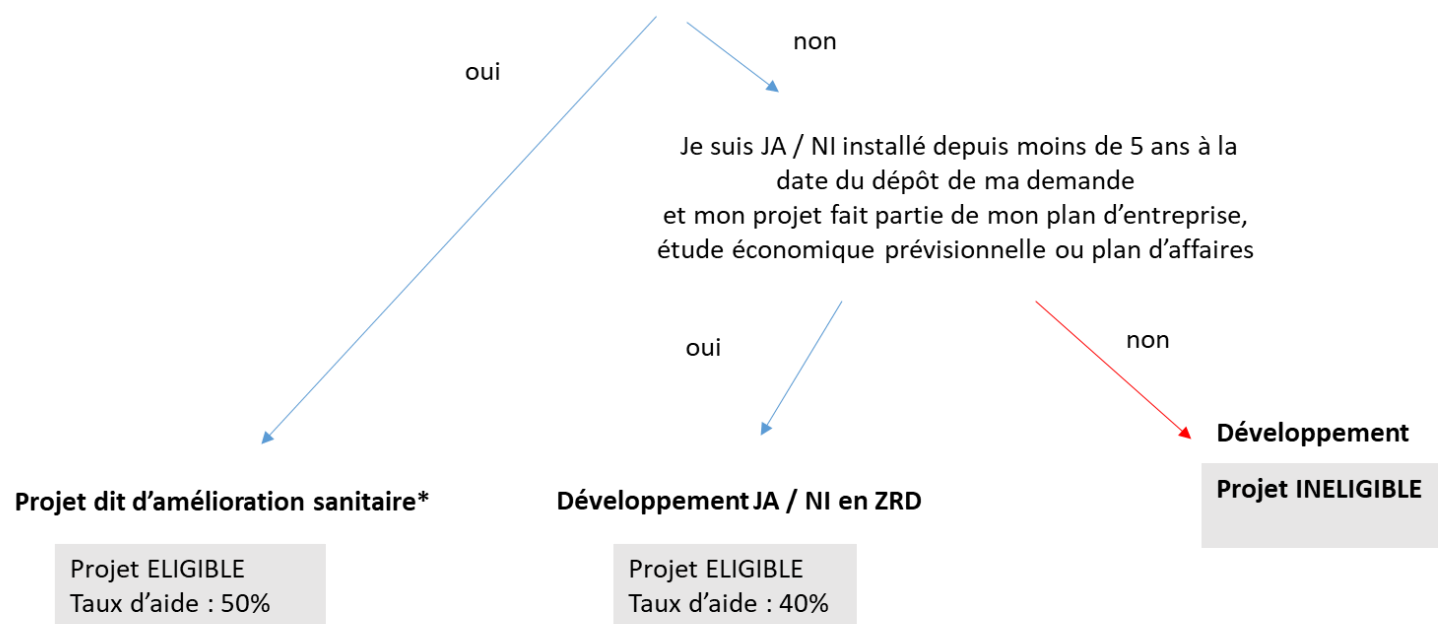 non
oui
Je suis JA / NI installé depuis moins de 5 ans à la
date du dépôt de ma demande
et mon projet fait partie de mon plan d’entreprise,
étude économique prévisionnelle ou plan d’affaires
oui
non
Développement
Projet INELIGIBLE
Projet dit d’amélioration sanitaire*
Projet ELIGIBLE
Taux d’aide : 50%
Développement JA / NI en ZRD
Projet ELIGIBLE
Taux d’aide : 40%